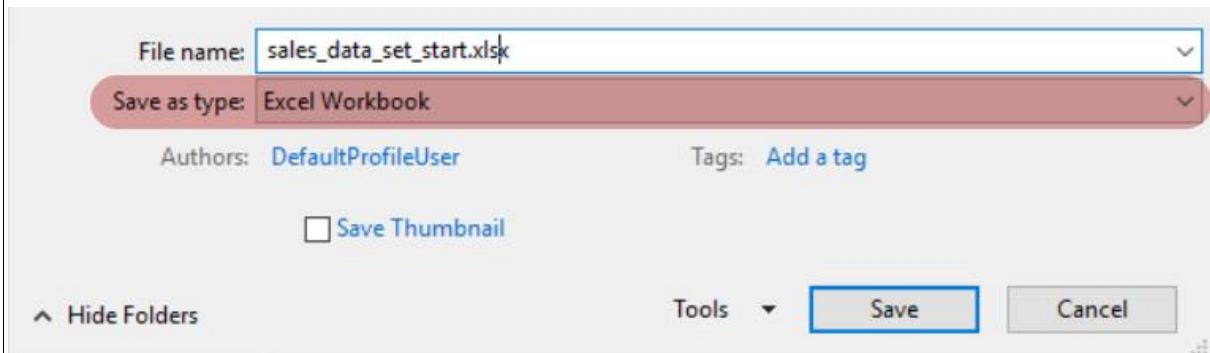 File name: sales_data_set_start.xlsx
Save as type: Excel Workbook
Authors: DefaultProfileUser Tags: Add a tag
Save Thumbnail
Hide Folders Tools Save Cancel